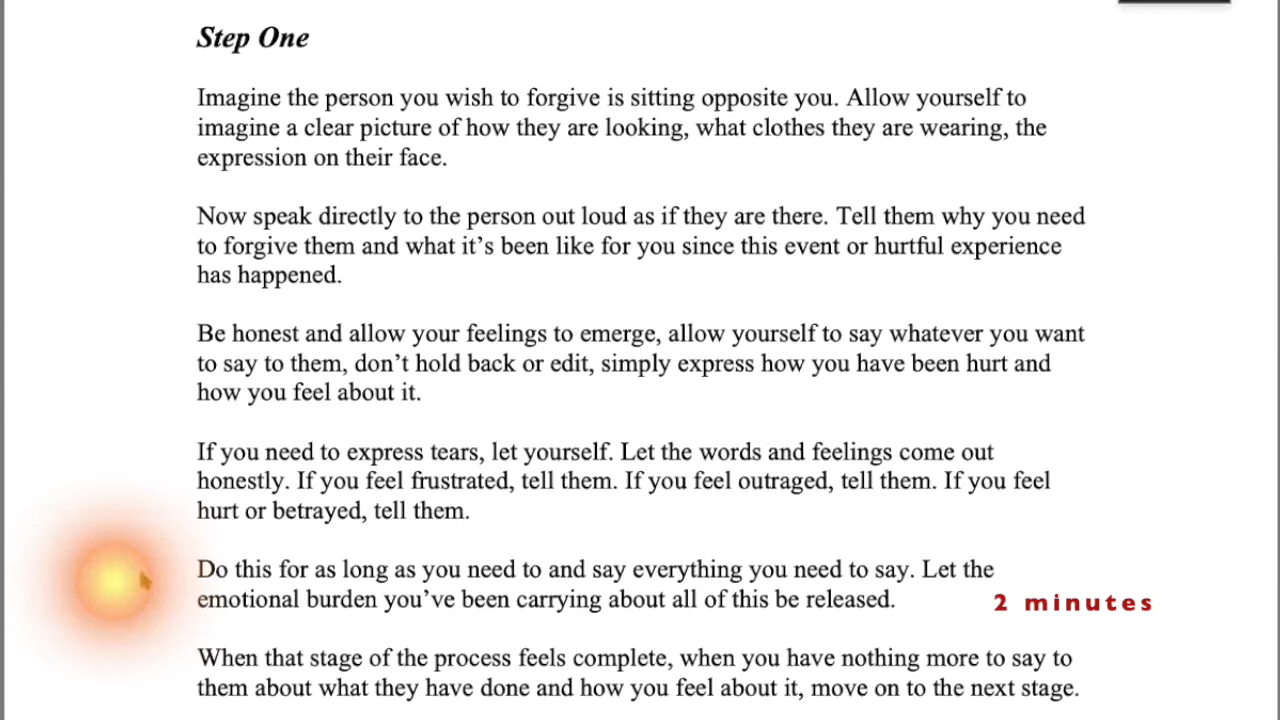 Step One
Imagine the person you wish to forgive is sitting opposite you. Allow yourself to
imagine a clear picture of how they are looking, what clothes they are wearing, the
expression on their face.
Now speak directly to the person out loud as if they are there. Tell them why you need
to forgive them and what it’s been like for you since this event or hurtful experience
has happened.
Be honest and allow your feelings to emerge, allow yourself to say whatever you want
to say to them, don’t hold back or edit, simply express how you have been hurt and
how you feel about it.
If you need to express tears, let yourself. Let the words and feelings come out
honestly. If you feel frustrated, tell them. If you feel outraged, tell them. If you feel
hurt or betrayed, tell them.
Do this for as long as you need to and say everything you need to say. Let the
emotional burden you’ve been carrying about all of this be released.
2 minutes
When that stage of the process feels complete, when you have nothing more to say to
them about what they have done and how you feel about it, move on to the next stage.